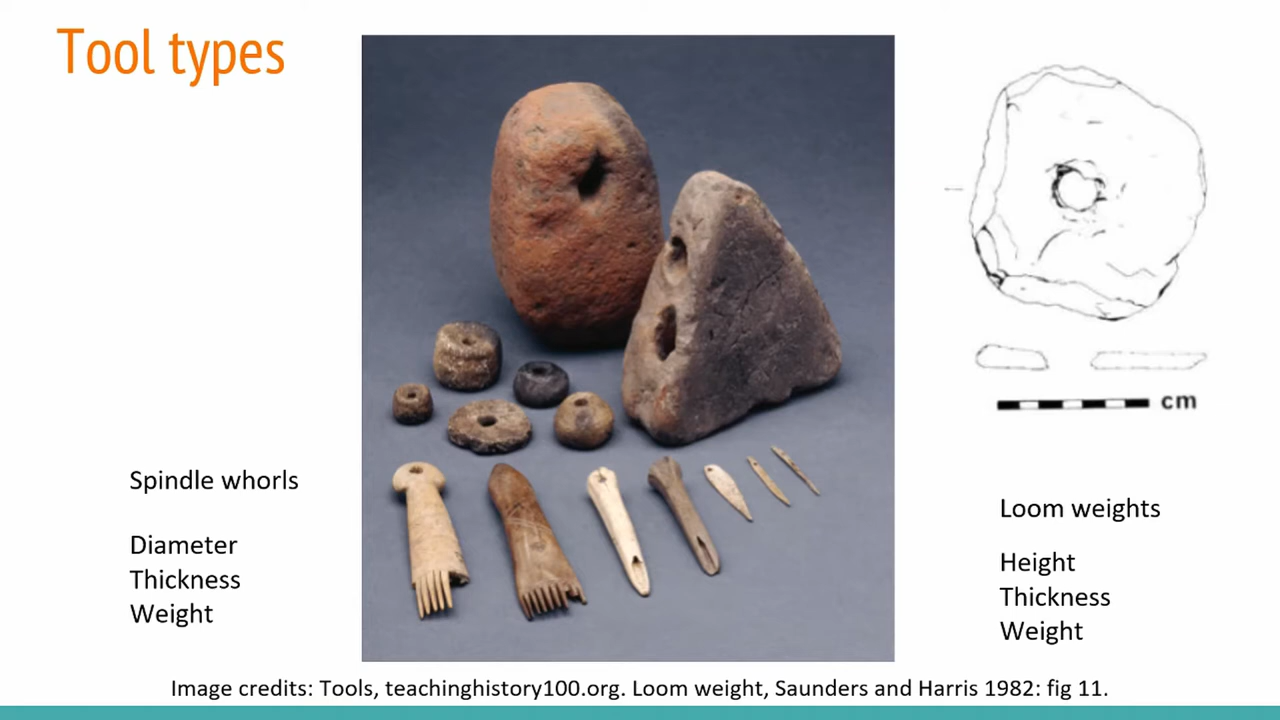 Tool types
cm
Spindle whorls
Diameter
Thickness
Weight
Loom weights
Height
Thickness
Weight
Image credits: Tools, teachinghistory100.org. Loom weight, Saunders and Harris 1982: fig 11.